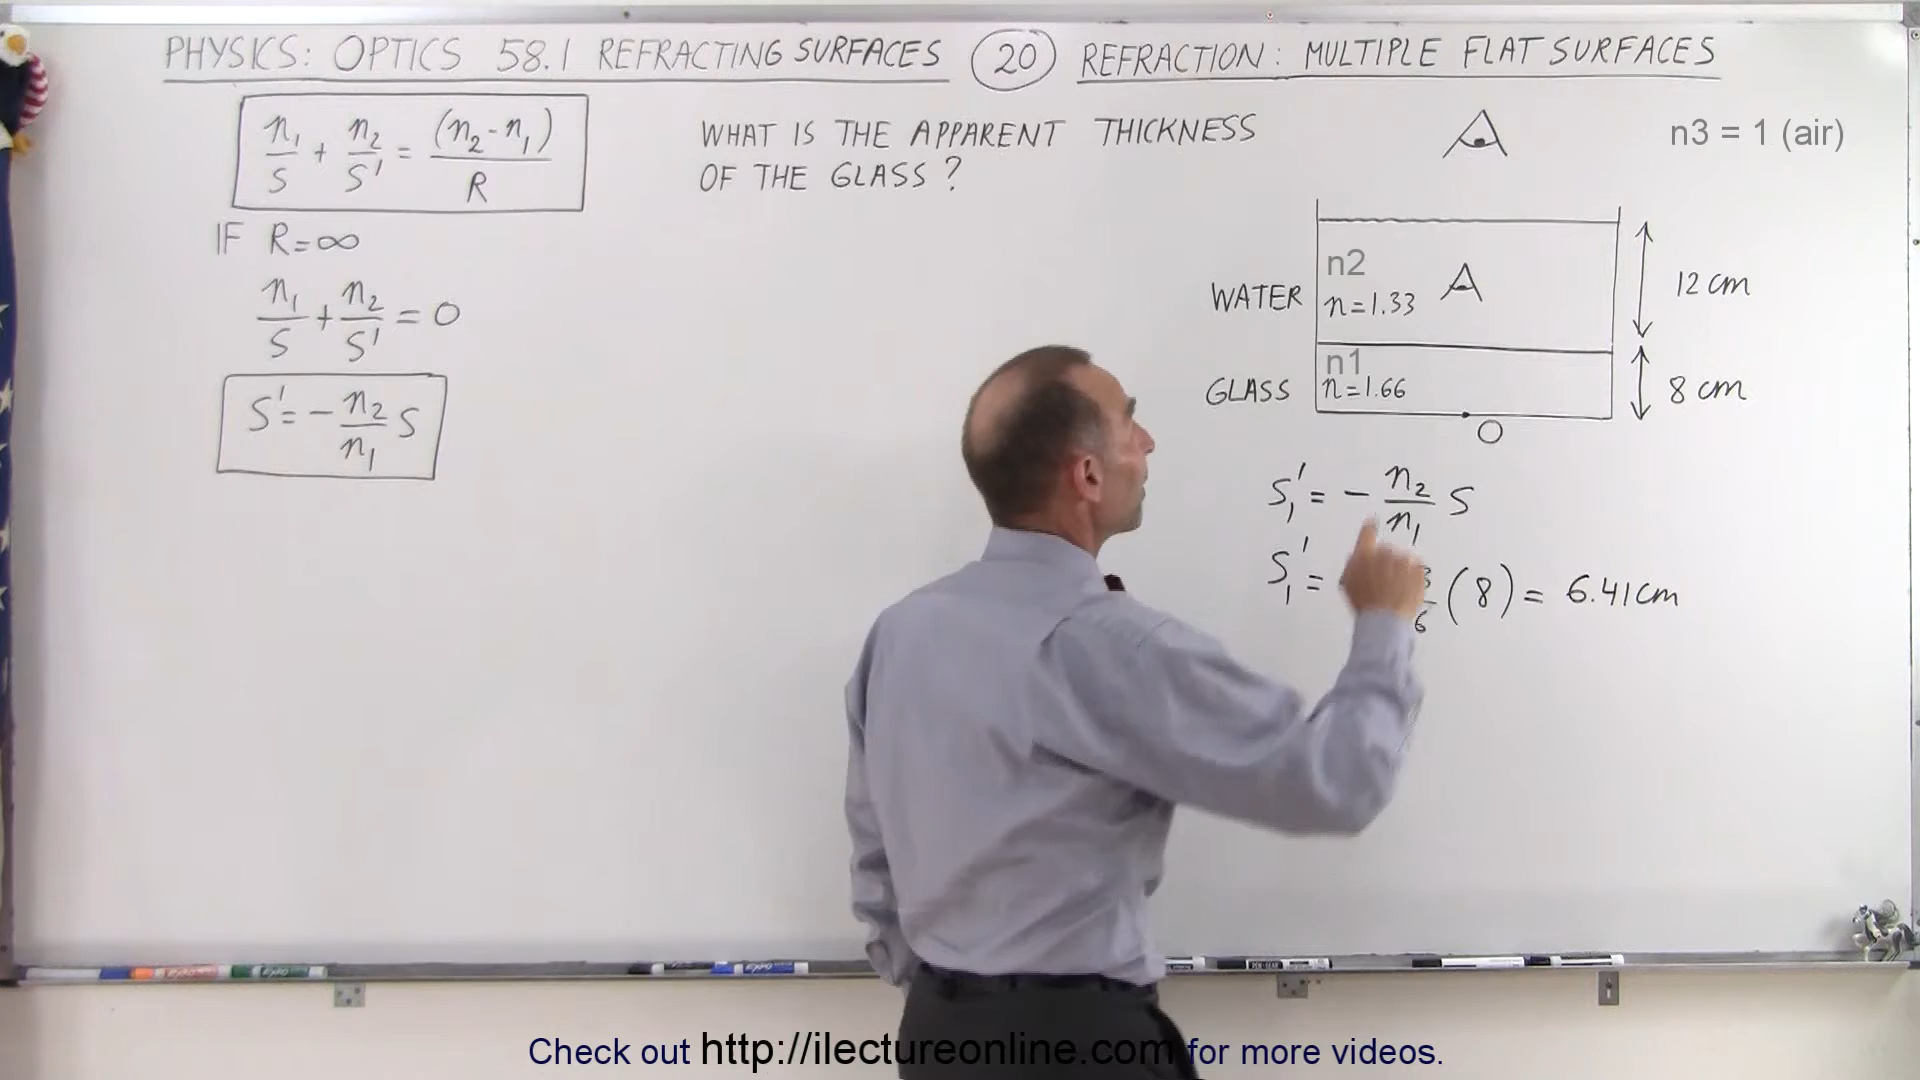 PHYSICS: OPTICS 58.1 REFRACTING SURFACES 20 REFRACTION: MULTIPLE FLAT SURFACES
n₁/S + n₂/S' = (n₂-n₁)/R
IF R=∞
n₁/S + n₂/S' = 0
S' = - n₂/n₁ S
WHAT IS THE APPARENT THICKNESS
OF THE GLASS?
n3 = 1 (air)
n2
WATER n=1.33
12 cm
n1
GLASS n=1.66
8 cm
O
S₁' = - n₂/n₁ S
S₁' = (8) = 6.41cm
Check out http://ilectureonline.com for more videos.